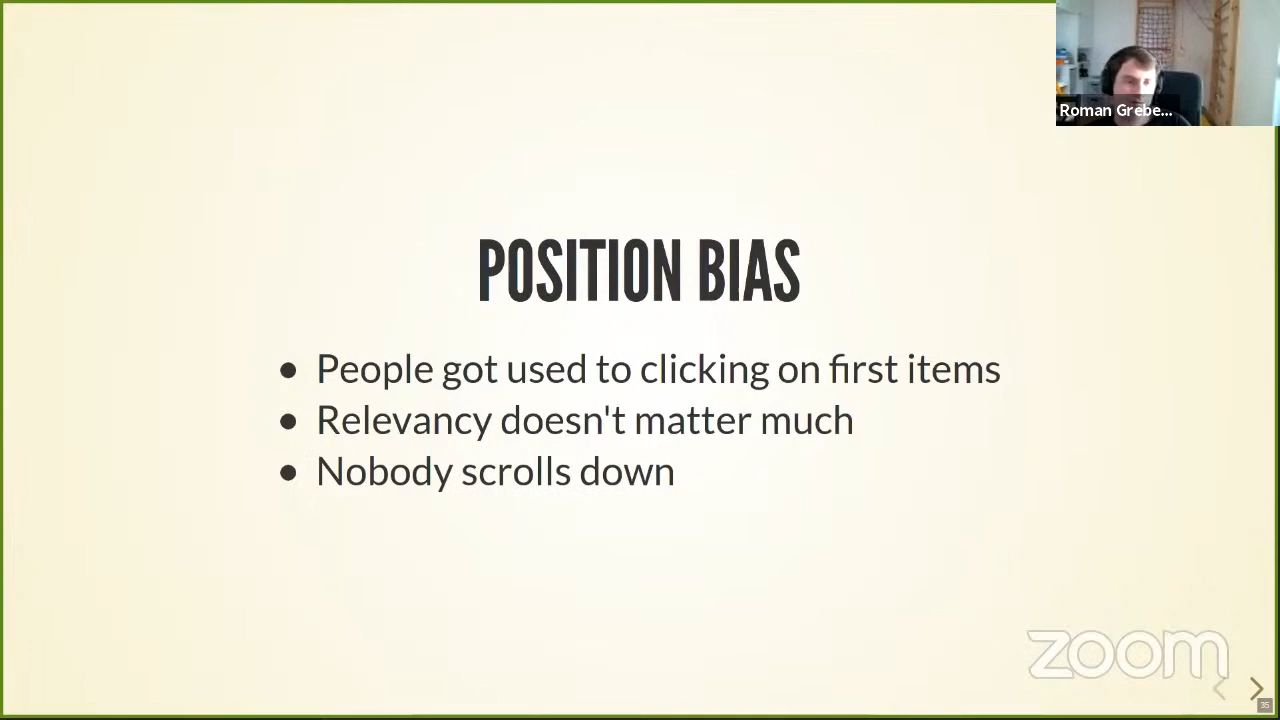 Roman Grebe...
POSITION BIAS
• People got used to clicking on first items
• Relevancy doesn't matter much
• Nobody scrolls down
zoom
35